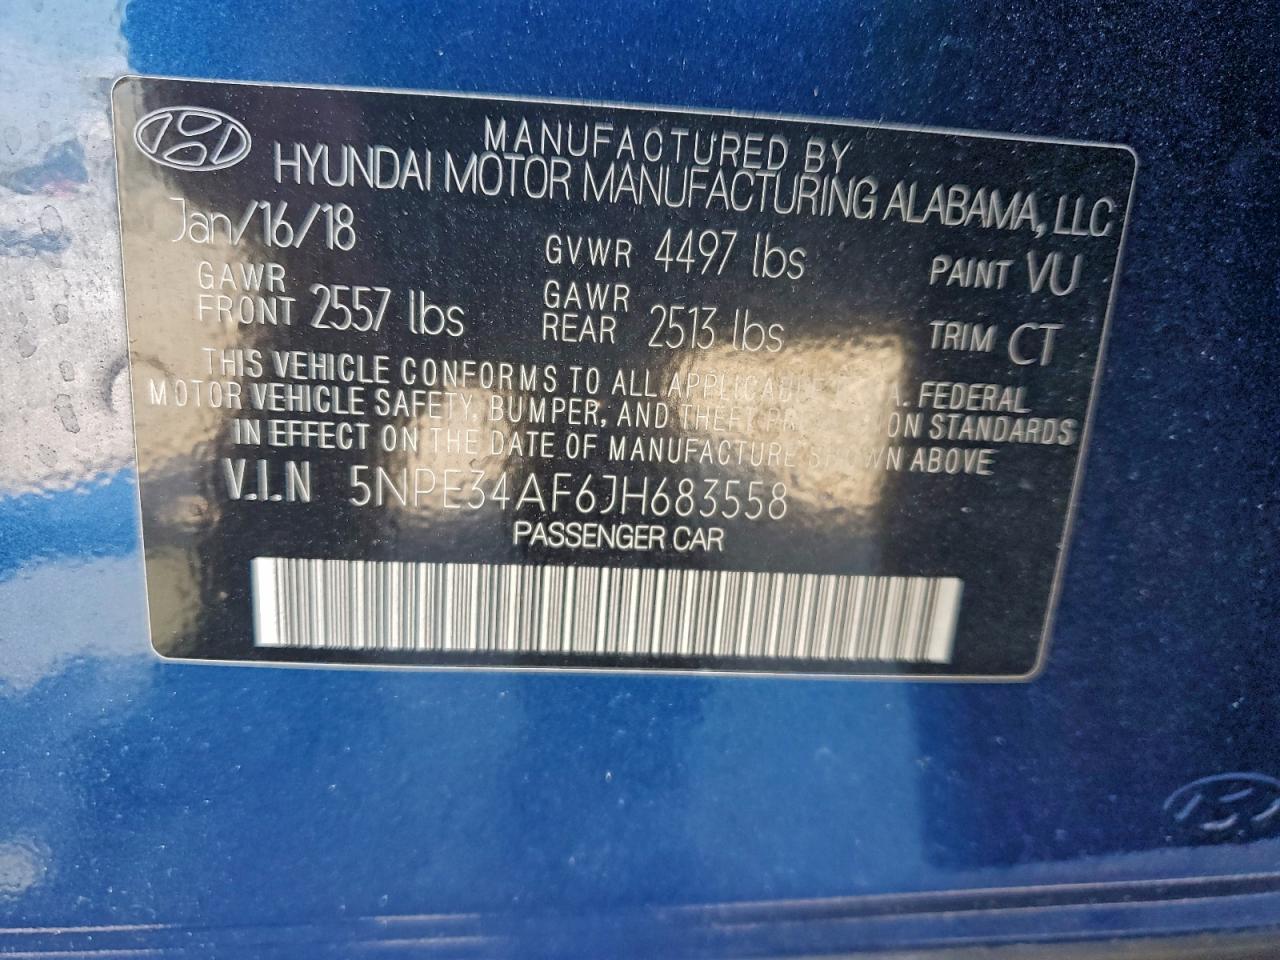 MANUFACTURED BY
HYUNDAI MOTOR MANUFACTURING ALABAMA, LLC
Jan/16/18 GVWR 4497 lbs PAINT VU
GAWR FRONT 2557 lbs GAWR REAR 2513 lbs TRIM CT
THIS VEHICLE CONFORMS TO ALL FEDERAL
MOTOR VEHICLE SAFETY, BUMPER, AND THEFT STANDARDS
IN EFFECT ON THE DATE OF MANUFACTURE ABOVE
V.I.N 5NPE34AF6JH683558
PASSENGER CAR